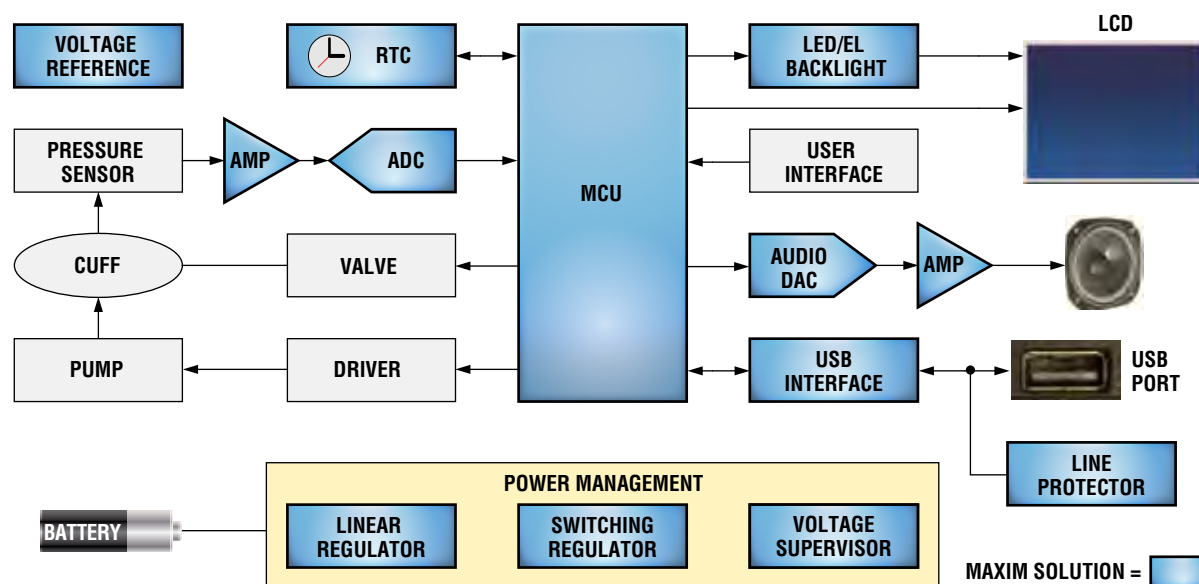 LCD
VOLTAGE
REFERENCE
RTC
LED/EL
BACKLIGHT
PRESSURE
SENSOR
AMP
ADC
MCU
USER
INTERFACE
CUFF
VALVE
AUDIO
DAC
AMP
PUMP
DRIVER
USB
INTERFACE
USB
PORT
POWER MANAGEMENT
LINE
PROTECTOR
BATTERY
LINEAR
REGULATOR
SWITCHING
REGULATOR
VOLTAGE
SUPERVISOR
MAXIM SOLUTION =